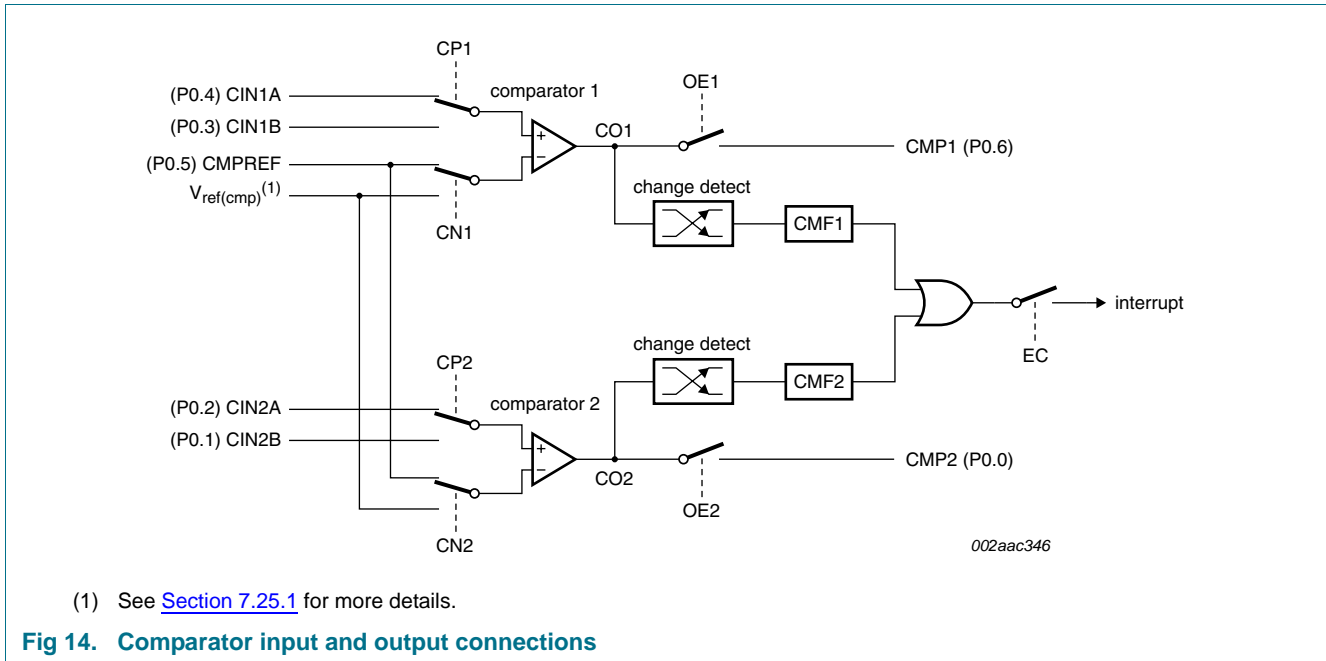 CP1
OE1
comparator 1
(P0.4) CIN1A
(P0.3) CIN1B
CO1
CMP1 (P0.6)
(P0.5) CMPREF
Vref(cmp)(1)
change detect
CN1
CMF1
interrupt
EC
change detect
CP2
CMF2
(P0.2) CIN2A
comparator 2
(P0.1) CIN2B
CMP2 (P0.0)
CO2
OE2
CN2
002aac346
(1) See Section 7.25.1 for more details.
Fig 14. Comparator input and output connections
+
−
+
−